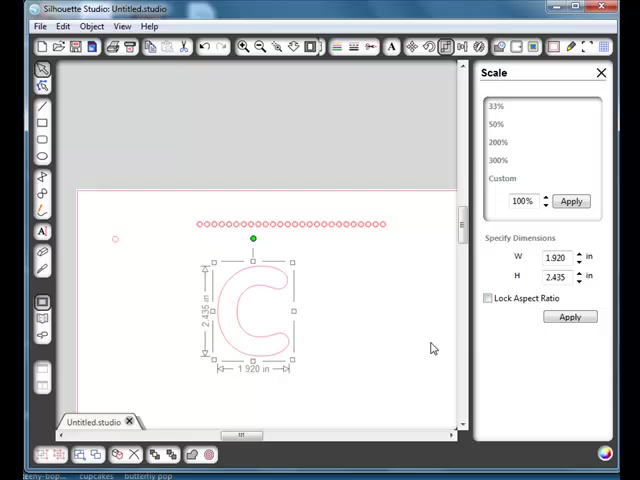 Silhouette Studio: Untitled.studio
File Edit Object View Help
Scale
33%
50%
200%
300%
Custom
100% Apply
Specify Dimensions
W 1.920 in
H 2.435 in
Lock Aspect Ratio
Apply
C
2.435 in
1.920 in
Untitled.studio
cupcakes butterfly pop